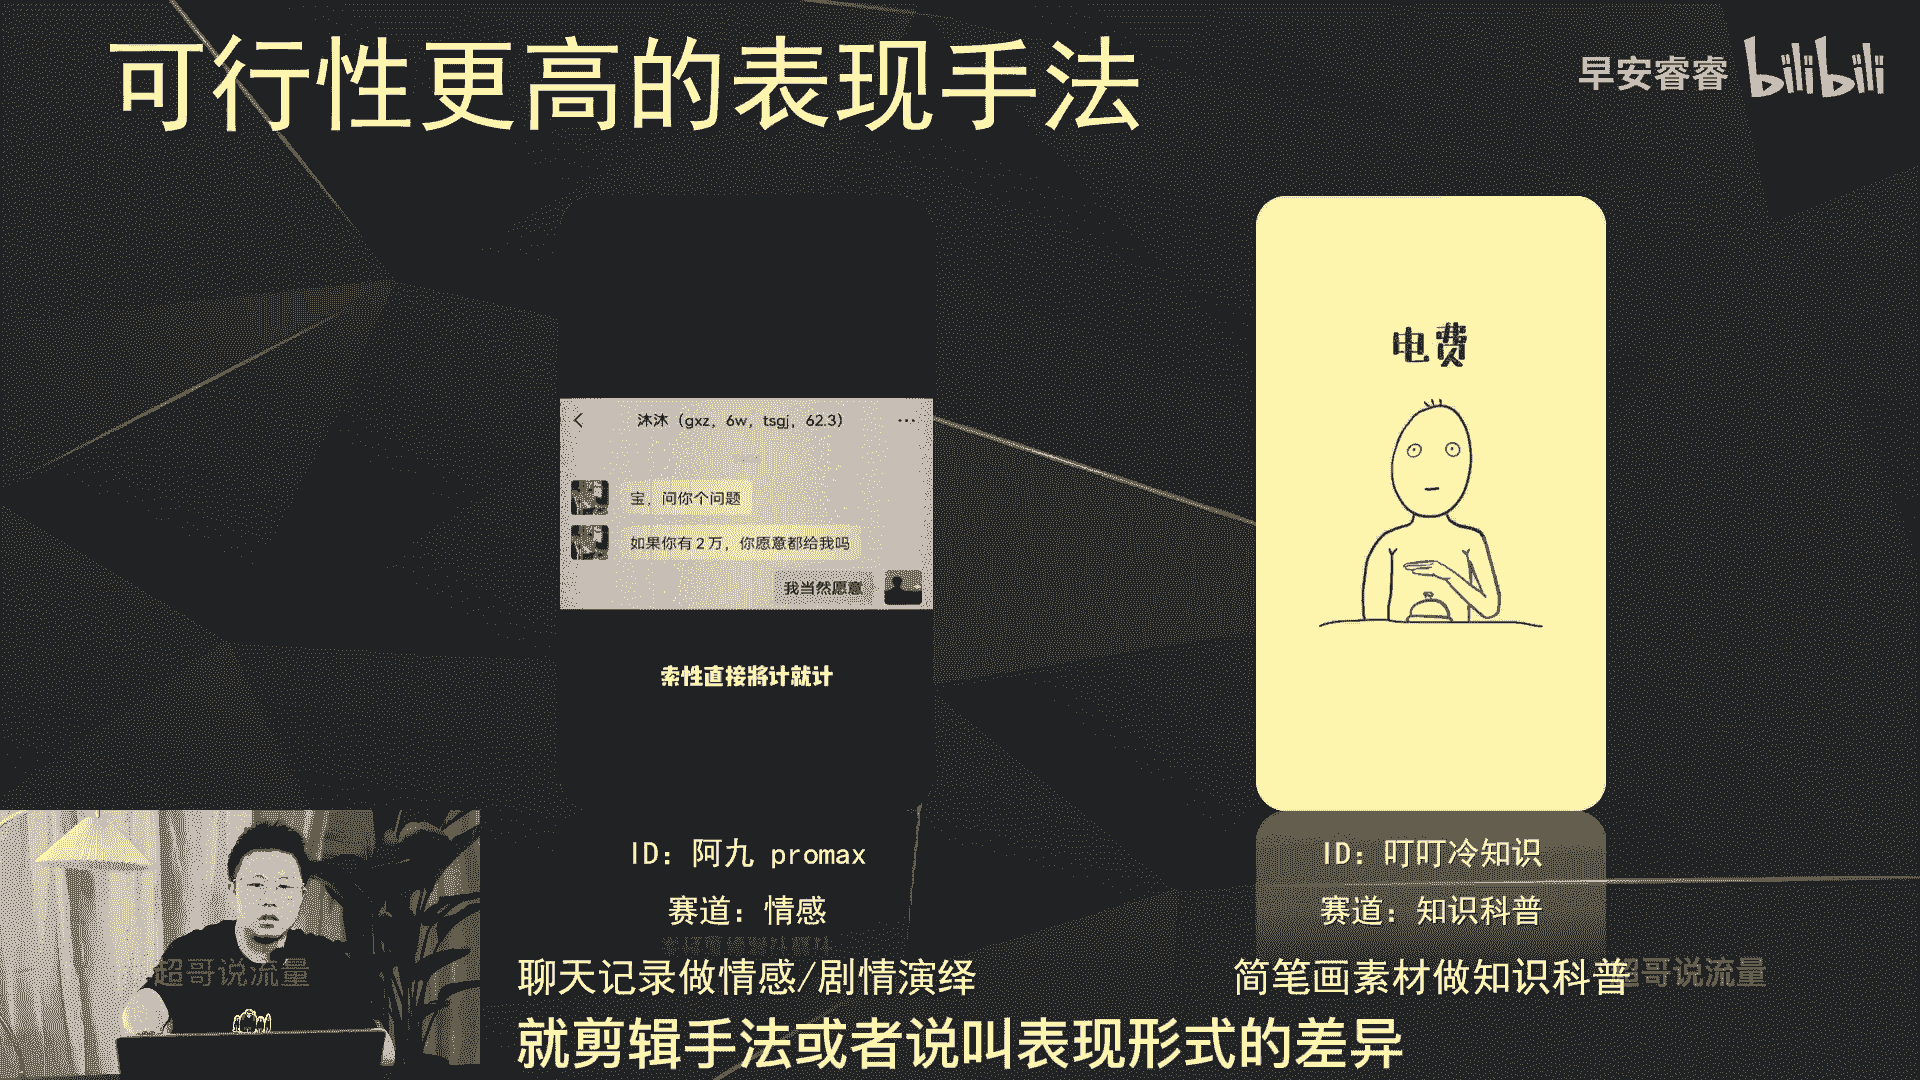 可行性更高的表现手法
早安睿睿 bilibili
沐沐（gxz，6w，tsgj，62.3）
宝，问你个问题
如果你有2万，你愿意都给我吗
我当然愿意
索性直接將计就计
电费
ID：阿九 promax
赛道：情感
聊天记录做情感/剧情演绎
ID：叮叮冷知识
赛道：知识科普
简笔画素材做知识科普
超哥说流量
超哥说流量
就剪辑手法或者说叫表现形式的差异